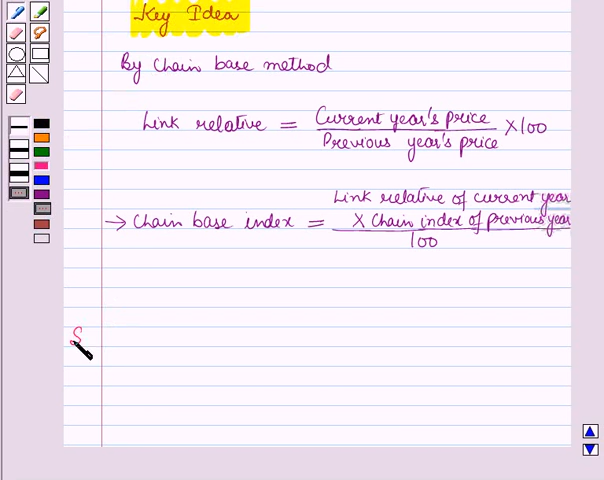 Key Idea
By Chain base method
Link relative = Current year's price / Previous year's price × 100
→ Chain base index = Link relative of current year × Chain index of previous year / 100
S